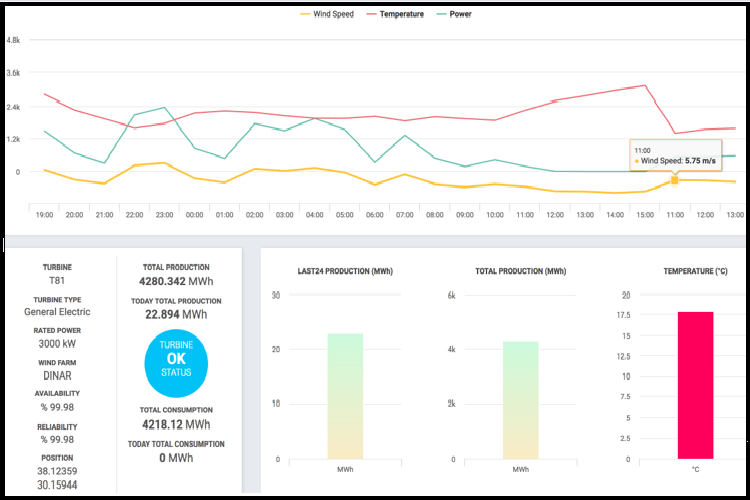 Wind Speed Temperature Power
4.8k
3.6k
2.4k
1.2k
0
11:00
Wind Speed: 5.75 m/s
19:00 20:00 21:00 22:00 23:00 00:00 01:00 02:00 03:00 04:00 05:00 06:00 07:00 08:00 09:00 10:00 11:00 12:00 13:00 14:00 15:00 11:00 12:00 13:00
TURBINE
T81
TURBINE TYPE
General Electric
RATED POWER
3000 kW
WIND FARM
DINAR
AVAILABILITY
% 99.98
RELIABILITY
% 99.98
POSITION
38.12359
30.15944
TOTAL PRODUCTION
4280.342 MWh
TODAY TOTAL PRODUCTION
22.894 MWh
TURBINE
OK
STATUS
TOTAL CONSUMPTION
4218.12 MWh
TODAY TOTAL CONSUMPTION
0 MWh
LAST24 PRODUCTION (MWh)
30
20
10
0
MWh
TOTAL PRODUCTION (MWh)
6k
4k
2k
0
MWh
TEMPERATURE (°C)
20
17.5
15
12.5
10
7.5
5
2.5
0
°C